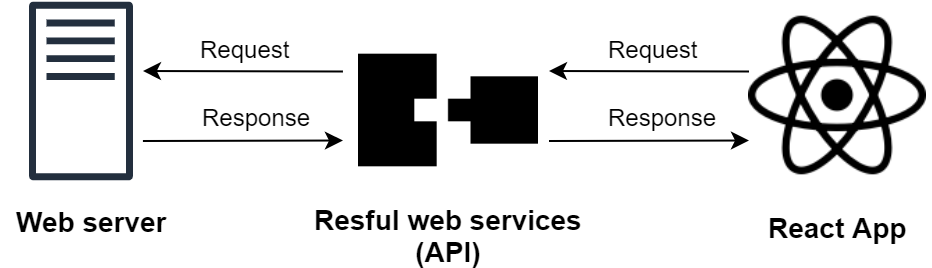 Request
Request
Response
Response
Web server
Resful web services
(API)
React App